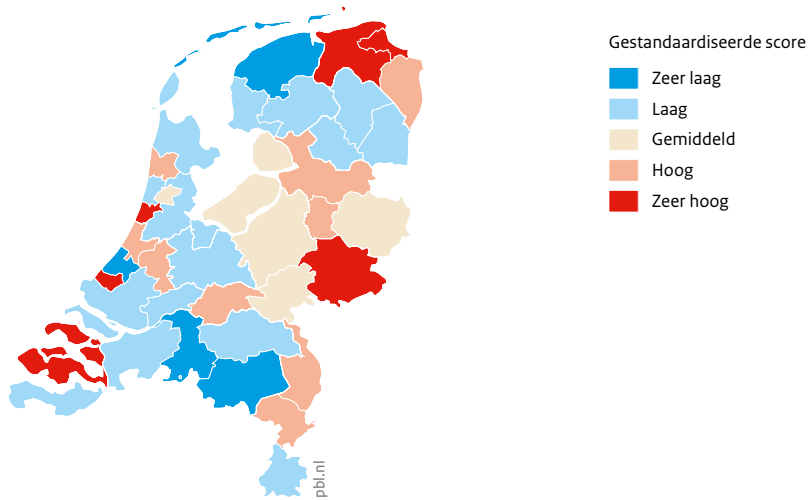 Gestandaardiseerde score
Zeer laag
Laag
Gemiddeld
Hoog
Zeer hoog
pbl.nl